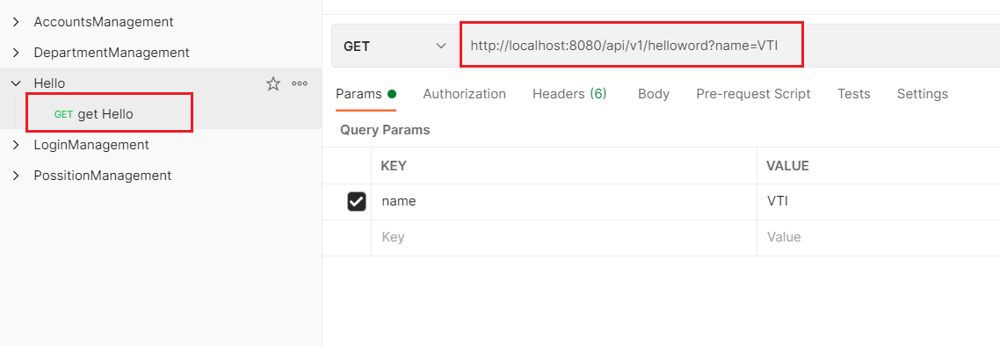 AccountsManagement
DepartmentManagement
Hello
GET get Hello
LoginManagement
PossitionManagement
GET http://localhost:8080/api/v1/helloword?name=VTI
Params Authorization Headers (6) Body Pre-request Script Tests Settings
Query Params
KEY VALUE
name VTI
Key Value